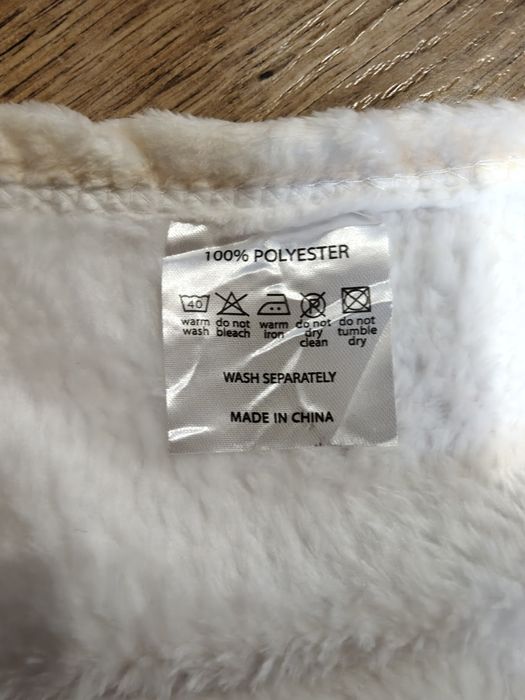 100% POLYESTER
40
P
warm wash do not bleach warm iron do not dry clean do not tumble dry
WASH SEPARATELY
MADE IN CHINA